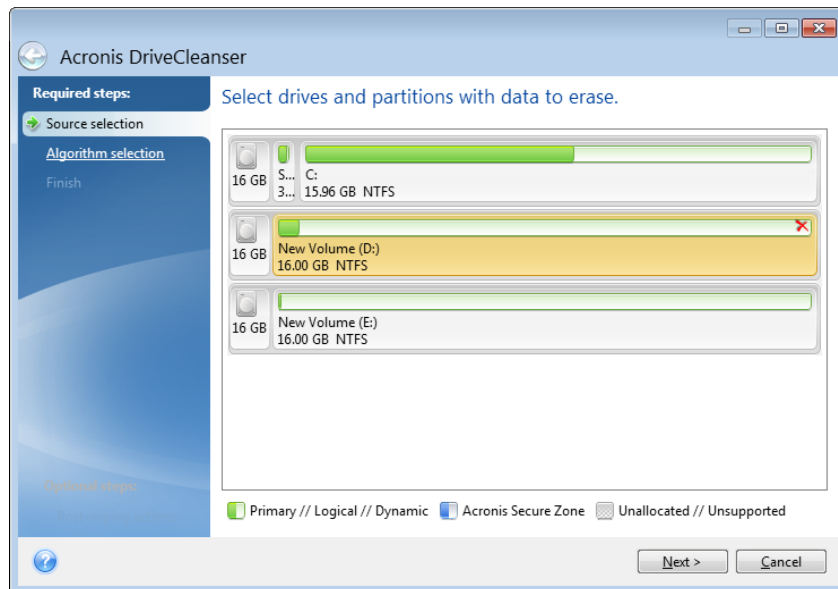 Acronis DriveCleanser
Required steps:
Source selection
Algorithm selection
Finish
Optional steps:
Select drives and partitions with data to erase.
16 GB
S...
3...
C:
15.96 GB NTFS
16 GB
New Volume (D:)
16.00 GB NTFS
16 GB
New Volume (E:)
16.00 GB NTFS
Primary // Logical // Dynamic
Acronis Secure Zone
Unallocated // Unsupported
?
Next >
Cancel